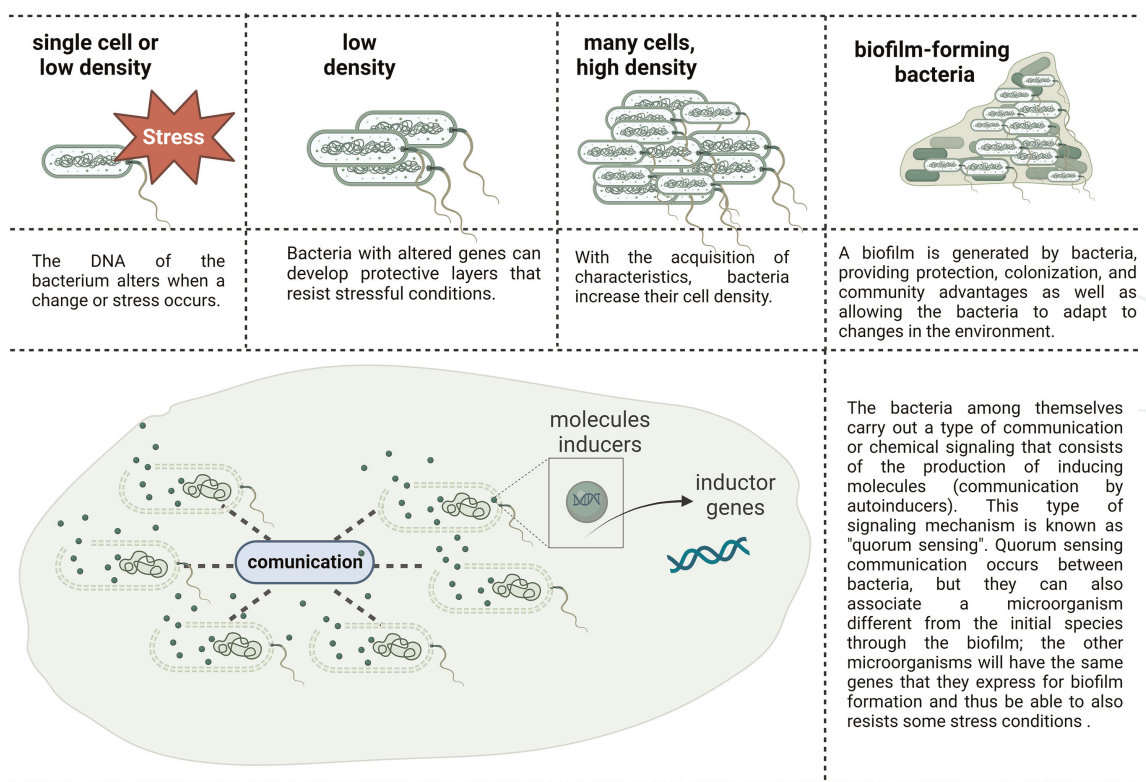 single cell or
low density
low
density
many cells,
high density
biofilm-forming
bacteria
Stress
The DNA of the
bacterium alters when a
change or stress occurs.
Bacteria with altered genes can
develop protective layers that
resist stressful conditions.
With the acquisition of
characteristics, bacteria
increase their cell density.
A biofilm is generated by bacteria,
providing protection, colonization, and
community advantages as well as
allowing the bacteria to adapt to
changes in the environment.
molecules
inducers
inductor
genes
comunication
The bacteria among themselves
carry out a type of communication
or chemical signaling that consists
of the production of inducing
molecules (communication by
autoinducers). This type of
signaling mechanism is known as
"quorum sensing". Quorum sensing
communication occurs between
bacteria, but they can also
associate a microorganism
different from the initial species
through the biofilm; the other
microorganisms will have the same
genes that they express for biofilm
formation and thus be able to also
resists some stress conditions .